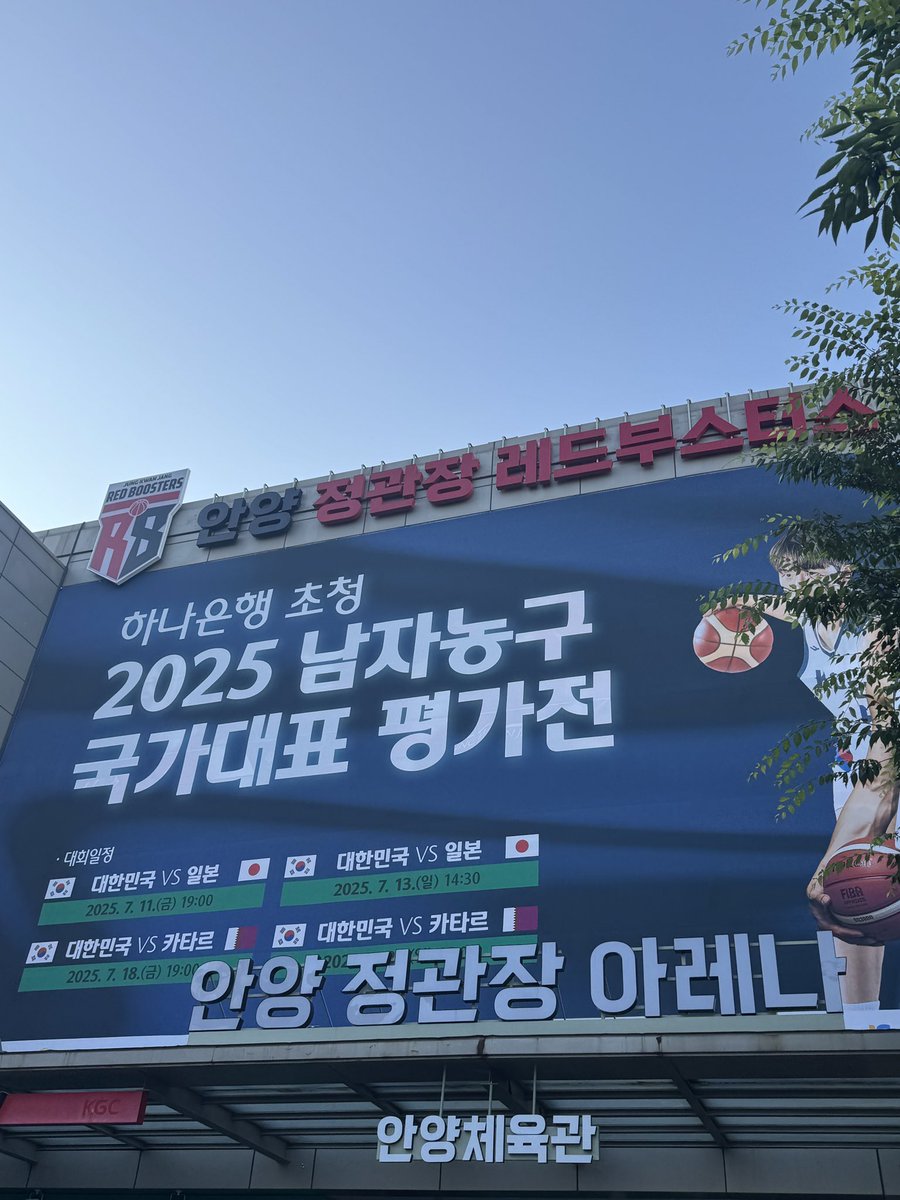 JUNG KWAN JANG
RED BOOSTERS
RB
안양 정관장 레드부스터스
하나은행 초청
2025 남자농구
국가대표 평가전
· 대회일정
대한민국 VS 일본
2025. 7. 11.(금) 19:00
대한민국 VS 일본
2025. 7. 13.(일) 14:30
대한민국 VS 카타르
2025. 7. 18.(금) 19:00
대한민국 VS 카타르
FIBA
안양 정관장 아레나
KGC
안양체육관